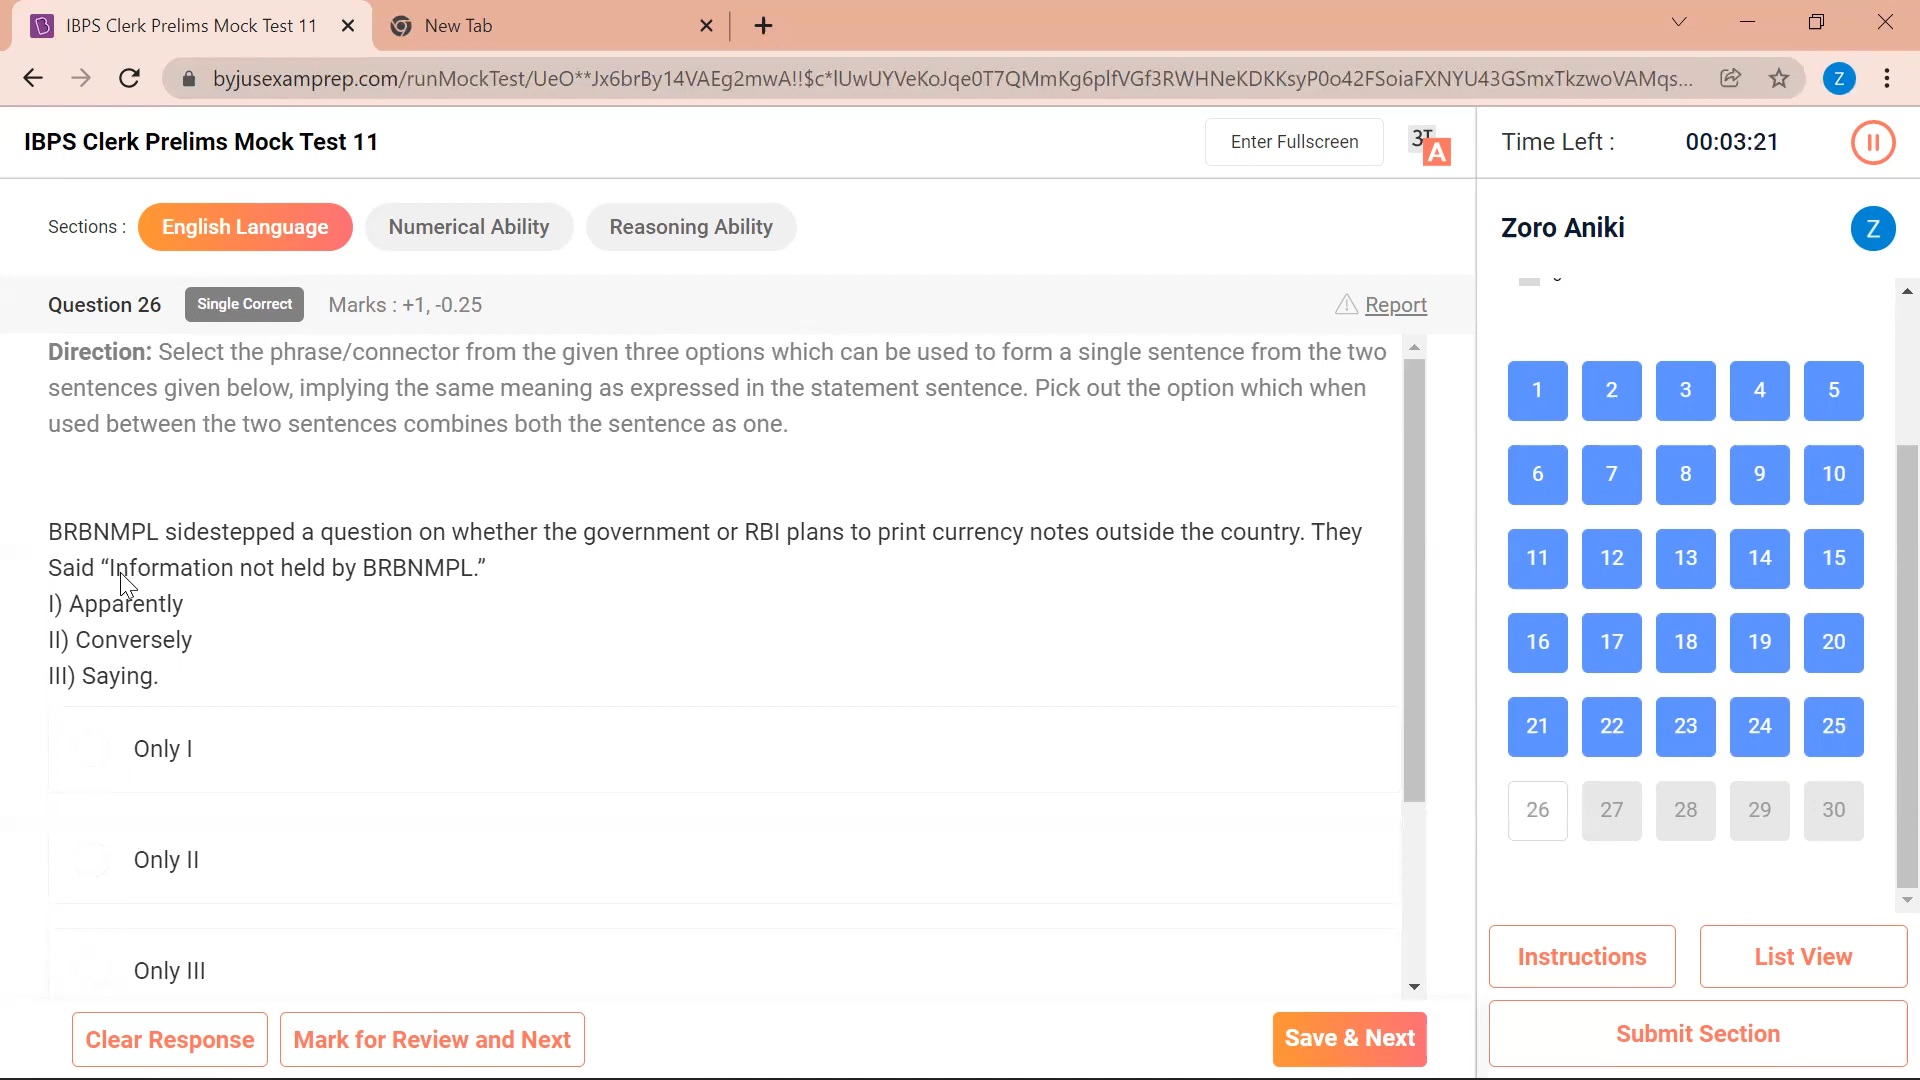 IBPS Clerk Prelims Mock Test 11
New Tab
byjusexamprep.com/runMockTest/UeO**Jx6brBy14VAEg2mwA!!$c*lUwUYVeKoJqe0T7QMmKg6plfVGf3RWHNeKDKKsyP0o42FSoiaFXNYU43GSmxTkzwoVAMqs...
Z
IBPS Clerk Prelims Mock Test 11
Enter Fullscreen
A
Time Left :
00:03:21
Sections :
English Language
Numerical Ability
Reasoning Ability
Zoro Aniki
Z
Question 26
Single Correct
Marks : +1, -0.25
Report
Direction: Select the phrase/connector from the given three options which can be used to form a single sentence from the two
sentences given below, implying the same meaning as expressed in the statement sentence. Pick out the option which when
used between the two sentences combines both the sentence as one.
BRBNMPL sidestepped a question on whether the government or RBI plans to print currency notes outside the country. They
Said “Information not held by BRBNMPL.”
I) Apparently
II) Conversely
III) Saying.
Only I
Only II
Only III
1 2 3 4 5
6 7 8 9 10
11 12 13 14 15
16 17 18 19 20
21 22 23 24 25
26 27 28 29 30
Instructions
List View
Clear Response
Mark for Review and Next
Save & Next
Submit Section